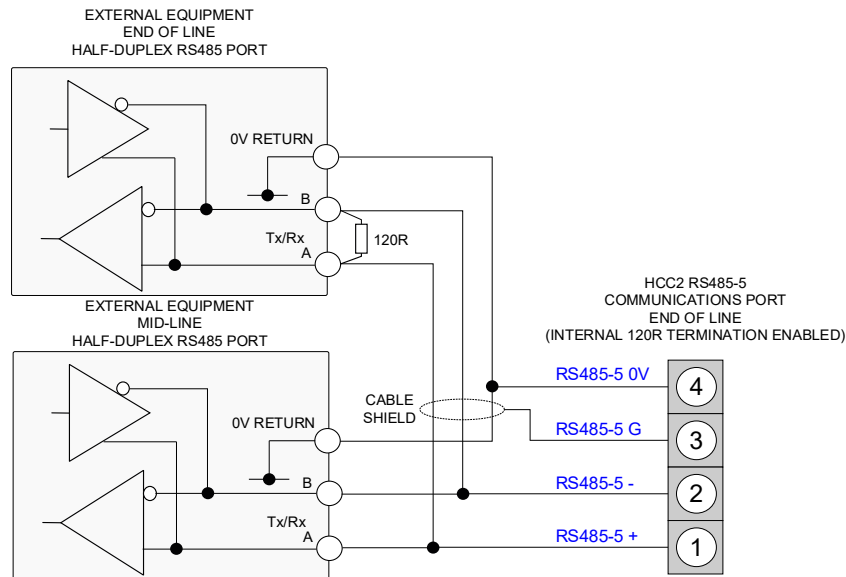 EXTERNAL EQUIPMENT
END OF LINE
HALF-DUPLEX RS485 PORT
0V RETURN
B
Tx/Rx
A
120R
EXTERNAL EQUIPMENT
MID-LINE
HALF-DUPLEX RS485 PORT
0V RETURN
B
Tx/Rx
A
CABLE
SHIELD
HCC2 RS485-5
COMMUNICATIONS PORT
END OF LINE
(INTERNAL 120R TERMINATION ENABLED)
RS485-5 0V
4
RS485-5 G
3
RS485-5 -
2
RS485-5 +
1